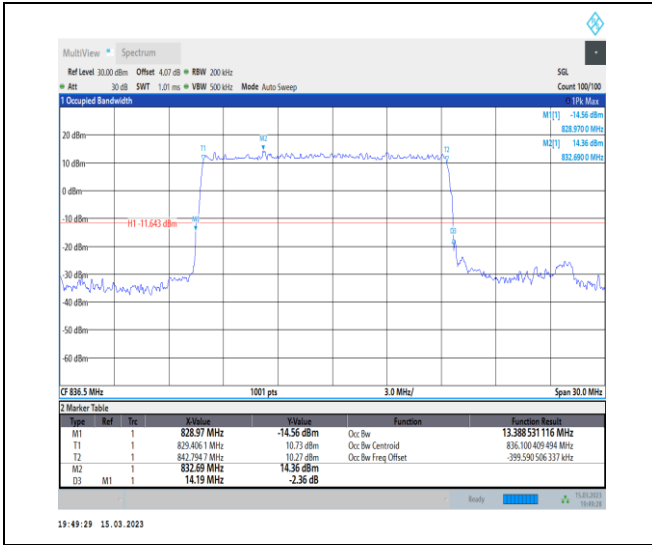 MultiView Spectrum
Ref Level 30.00 dBm Offset 4.07 dB RBW 200 kHz SGL
Att 30 dB SWT 1.01 ms VBW 500 kHz Mode Auto Sweep Count 100/100
1 Occupied Bandwidth 1Pk Max
M1[1] -14.56 dBm
828.970 0 MHz
M2[1] 14.36 dBm
832.690 0 MHz
20 dBm
M2
T1
T2
10 dBm
0 dBm
-10 dBm
M1
H1 -11.643 dBm
D3
-20 dBm
-30 dBm
-40 dBm
-50 dBm
-60 dBm
CF 836.5 MHz 1001 pts 3.0 MHz/ Span 30.0 MHz
2 Marker Table
Type Ref Trc X-Value Y-Value Function Function Result
M1 1 828.97 MHz -14.56 dBm Occ Bw 13.388 531 116 MHz
T1 1 829.406 1 MHz 10.73 dBm Occ Bw Centroid 836.100 409 494 MHz
T2 1 842.794 7 MHz 10.27 dBm Occ Bw Freq Offset -399.590 506 337 kHz
M2 1 832.69 MHz 14.36 dBm
D3 M1 1 14.19 MHz -2.36 dB
Ready 15.03.2023
19:49:28
19:49:29 15.03.2023